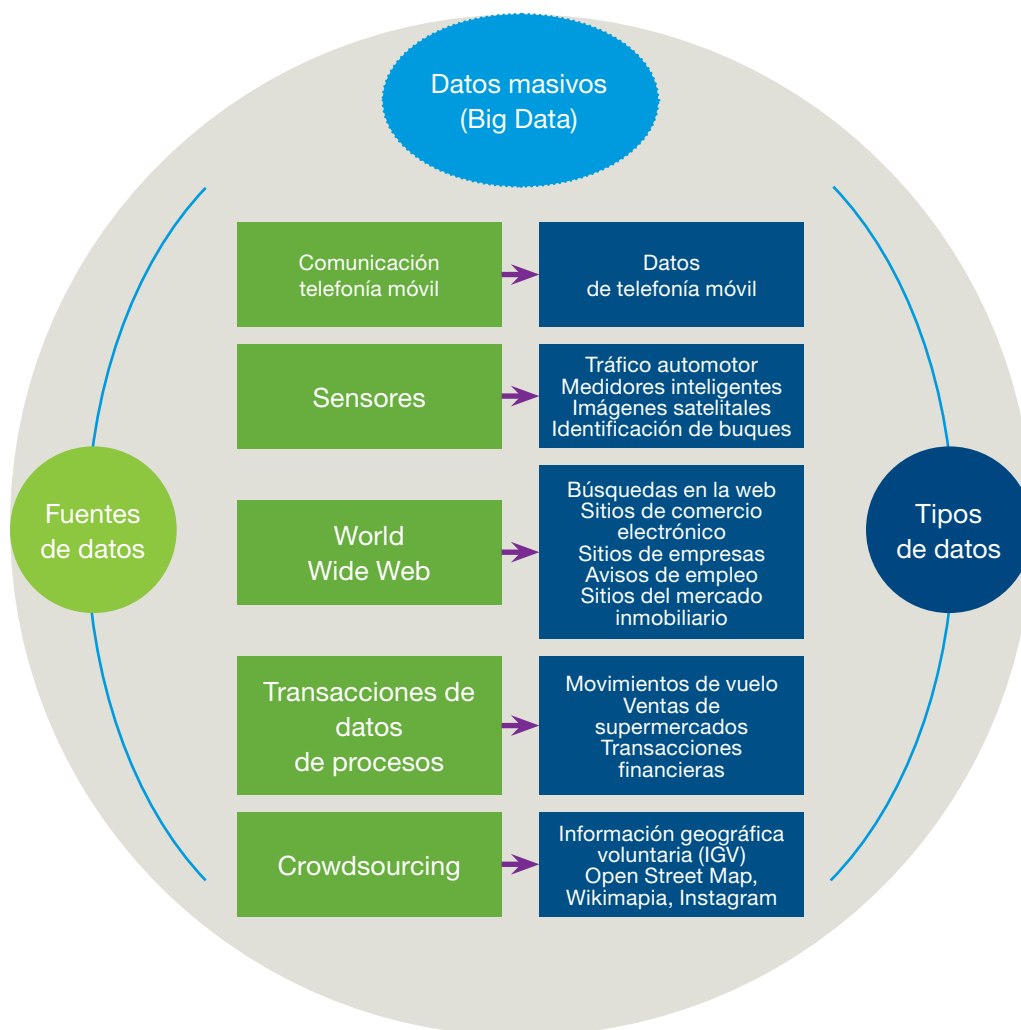 Datos masivos
(Big Data)
Comunicación
telefonía móvil
Datos
de telefonía móvil
Sensores
Tráfico automotor
Medidores inteligentes
Imágenes satelitales
Identificación de buques
Fuentes
de datos
World
Wide Web
Búsquedas en la web
Sitios de comercio
electrónico
Sitios de empresas
Avisos de empleo
Sitios del mercado
inmobiliario
Tipos
de datos
Transacciones de
datos
de procesos
Movimientos de vuelo
Ventas de
supermercados
Transacciones
financieras
Crowdsourcing
Información geográfica
voluntaria (IGV)
Open Street Map,
Wikimapia, Instagram